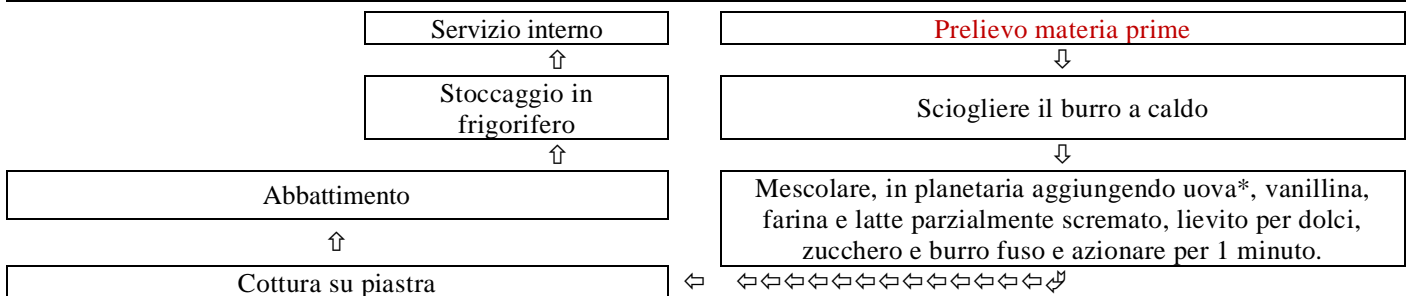 Servizio interno
Prelievo materia prime
⇧
⇩
Stoccaggio in
frigorifero
Sciogliere il burro a caldo
⇧
⇩
Abbattimento
Mescolare, in planetaria aggiungendo uova*, vanillina,
farina e latte parzialmente scremato, lievito per dolci,
zucchero e burro fuso e azionare per 1 minuto.
⇧
Cottura su piastra